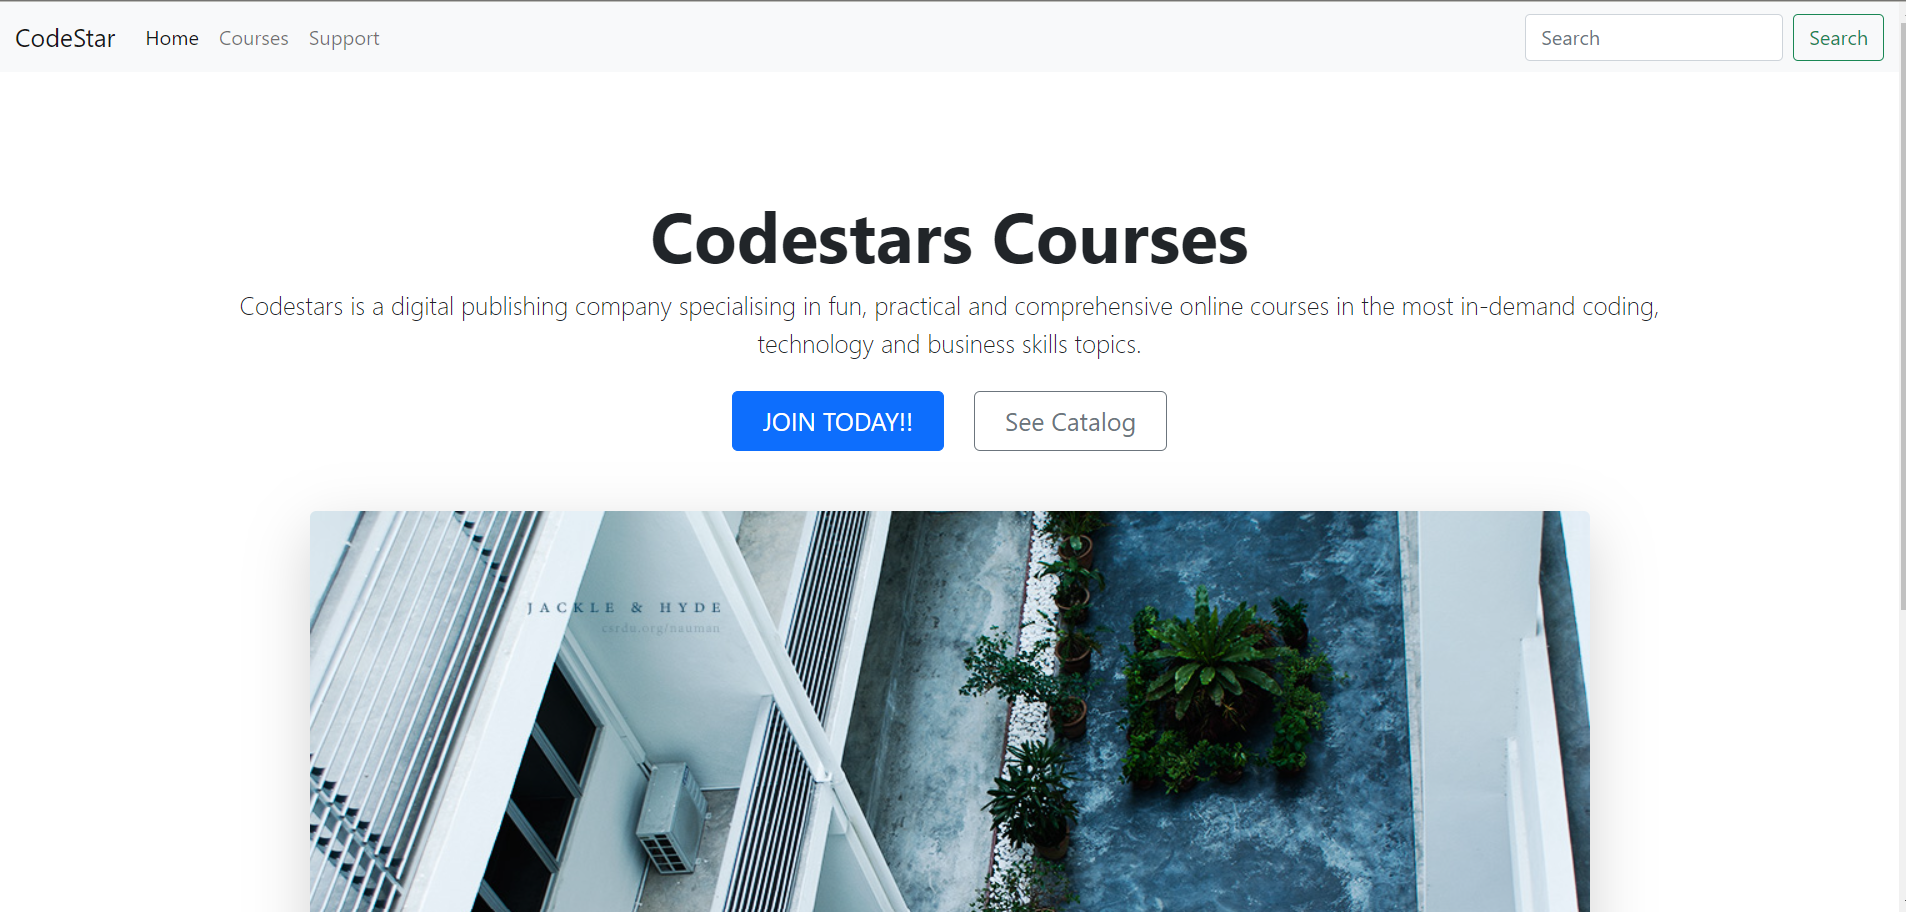 CodeStar
Home
Courses
Support
Search
Search
Codestars Courses
Codestars is a digital publishing company specialising in fun, practical and comprehensive online courses in the most in-demand coding,
technology and business skills topics.
JOIN TODAY!!
See Catalog
JACKLE & HYDE
csrdu.org/nauman